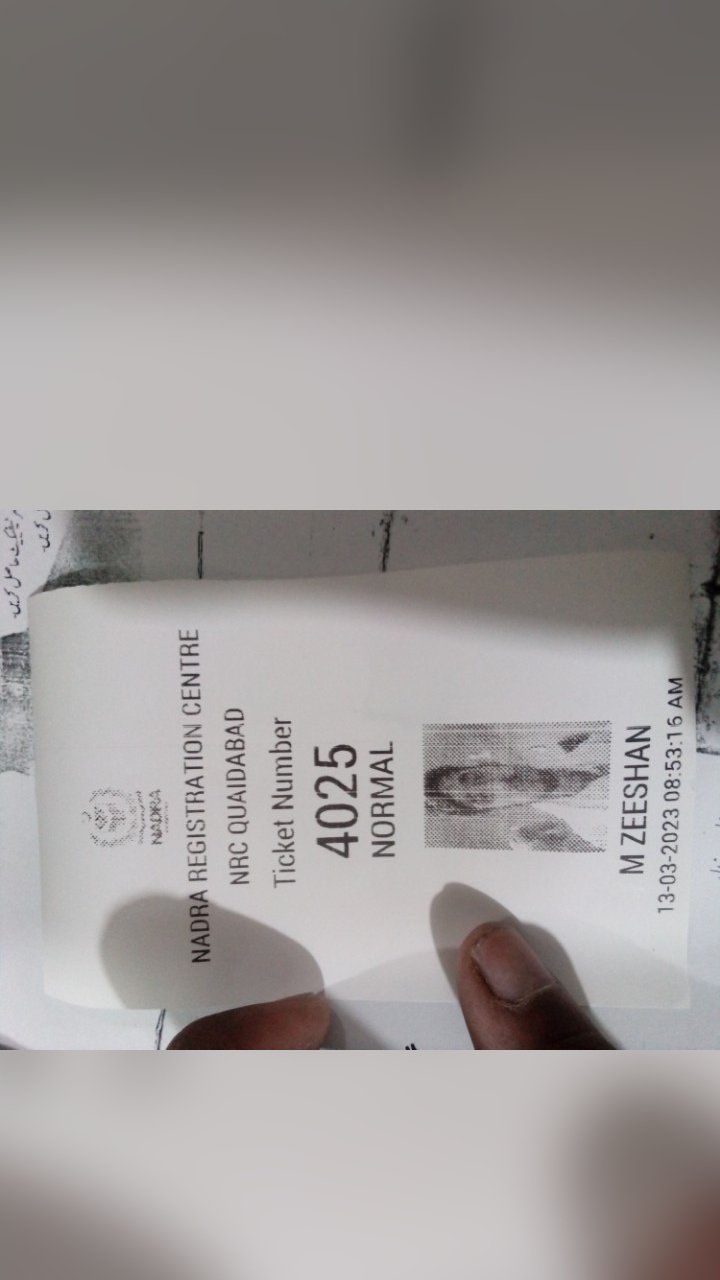 NADRA
NADRA REGISTRATION CENTRE
NRC QUAIDABAD
Ticket Number
4025
NORMAL
M ZEESHAN
13-03-2023 08:53:16 AM